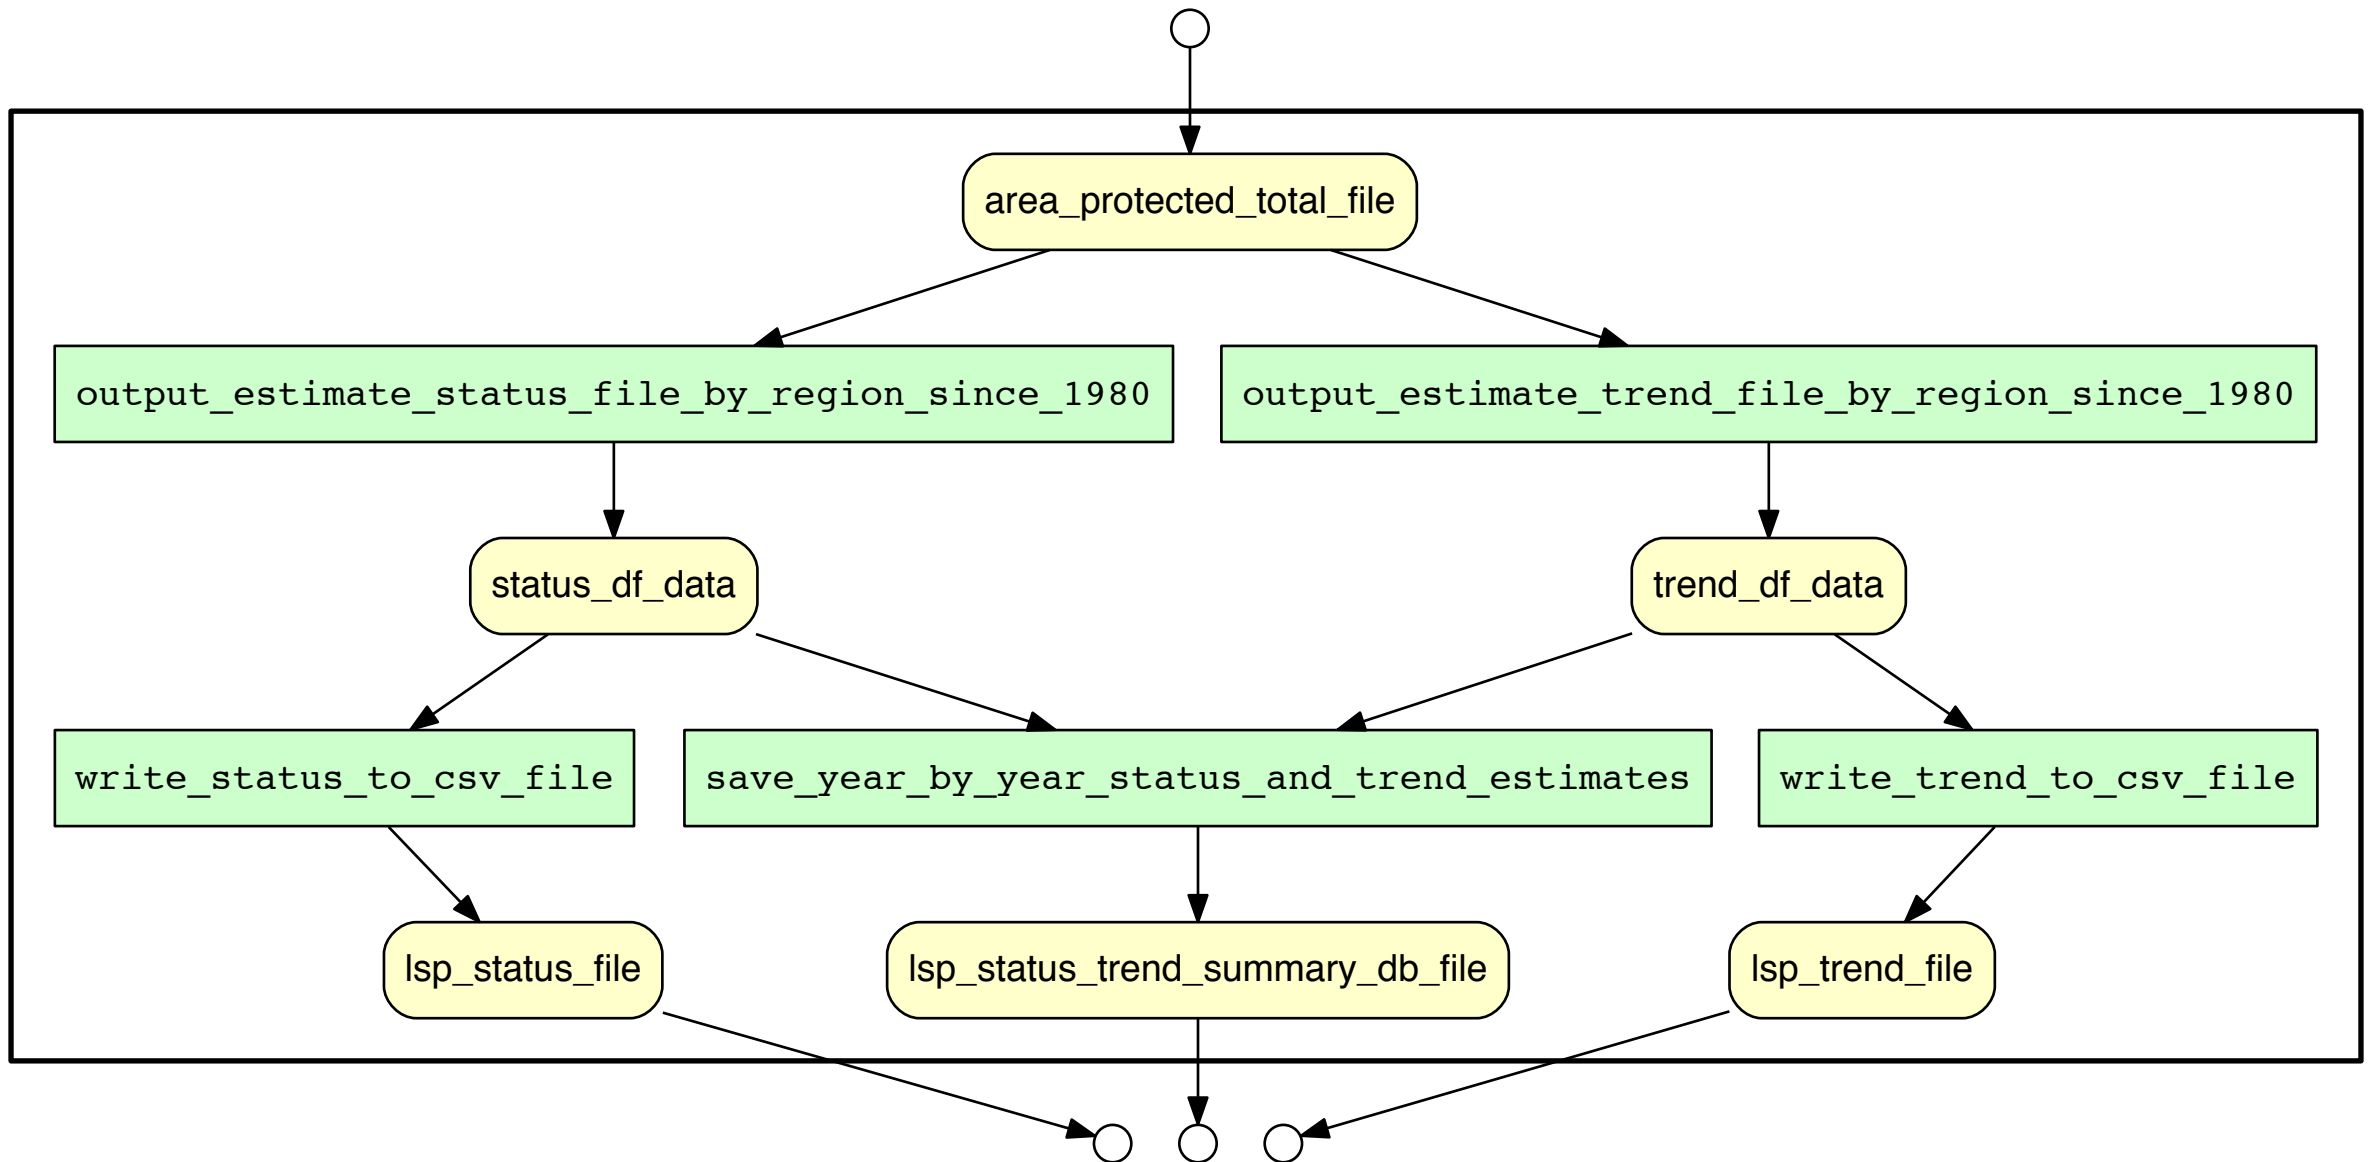 area_protected_total_file
output_estimate_status_file_by_region_since_1980
output_estimate_trend_file_by_region_since_1980
status_df_data
trend_df_data
write_status_to_csv_file
save_year_by_year_status_and_trend_estimates
write_trend_to_csv_file
lsp_status_file
lsp_status_trend_summary_db_file
lsp_trend_file